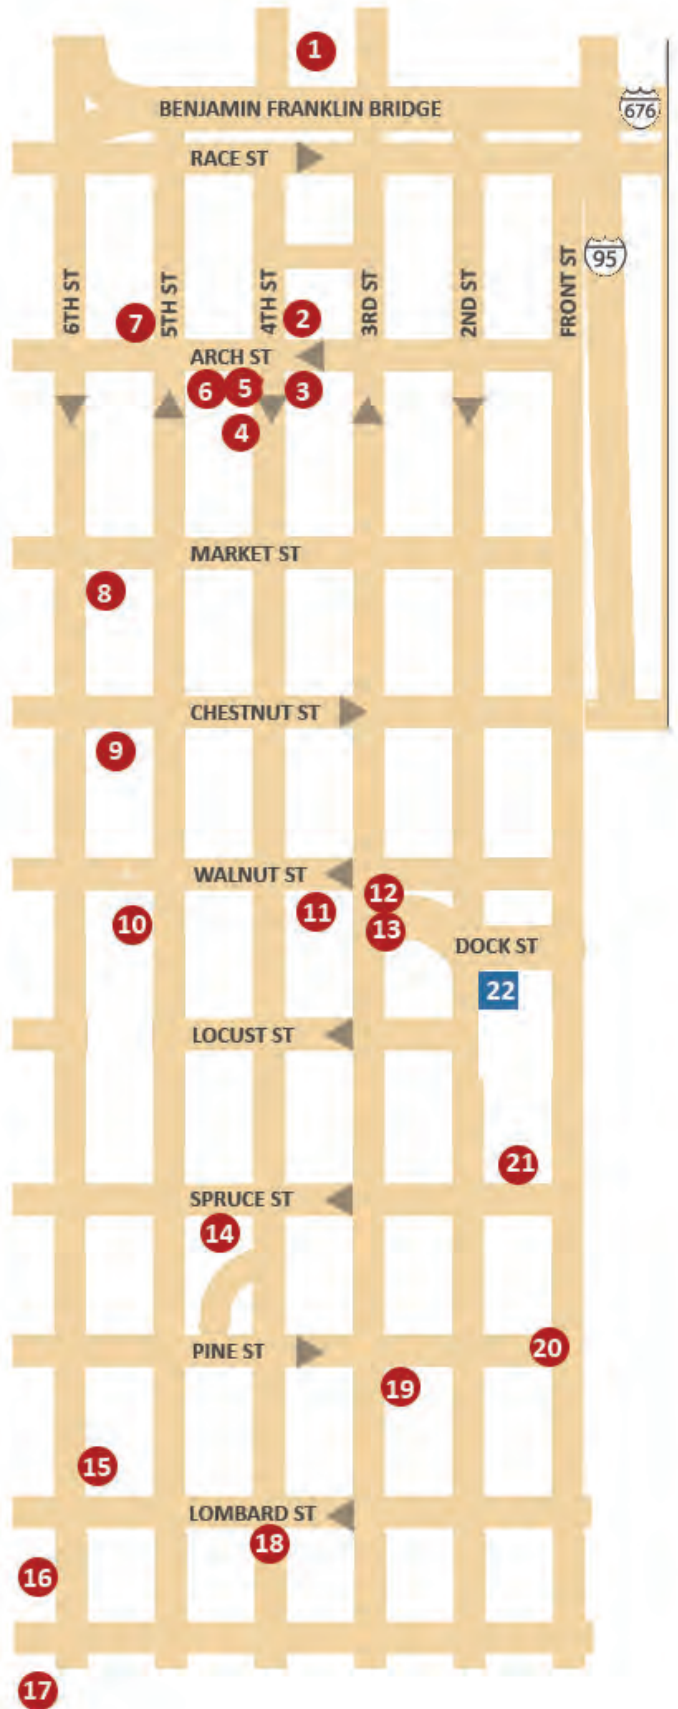 1
BENJAMIN FRANKLIN BRIDGE
676
RACE ST
6TH ST
5TH ST
4TH ST
3RD ST
2ND ST
FRONT ST
95
7
2
ARCH ST
6
5
3
4
MARKET ST
8
CHESTNUT ST
9
WALNUT ST
12
11
10
13
DOCK ST
22
LOCUST ST
21
SPRUCE ST
14
PINE ST
20
19
15
LOMBARD ST
18
16
17